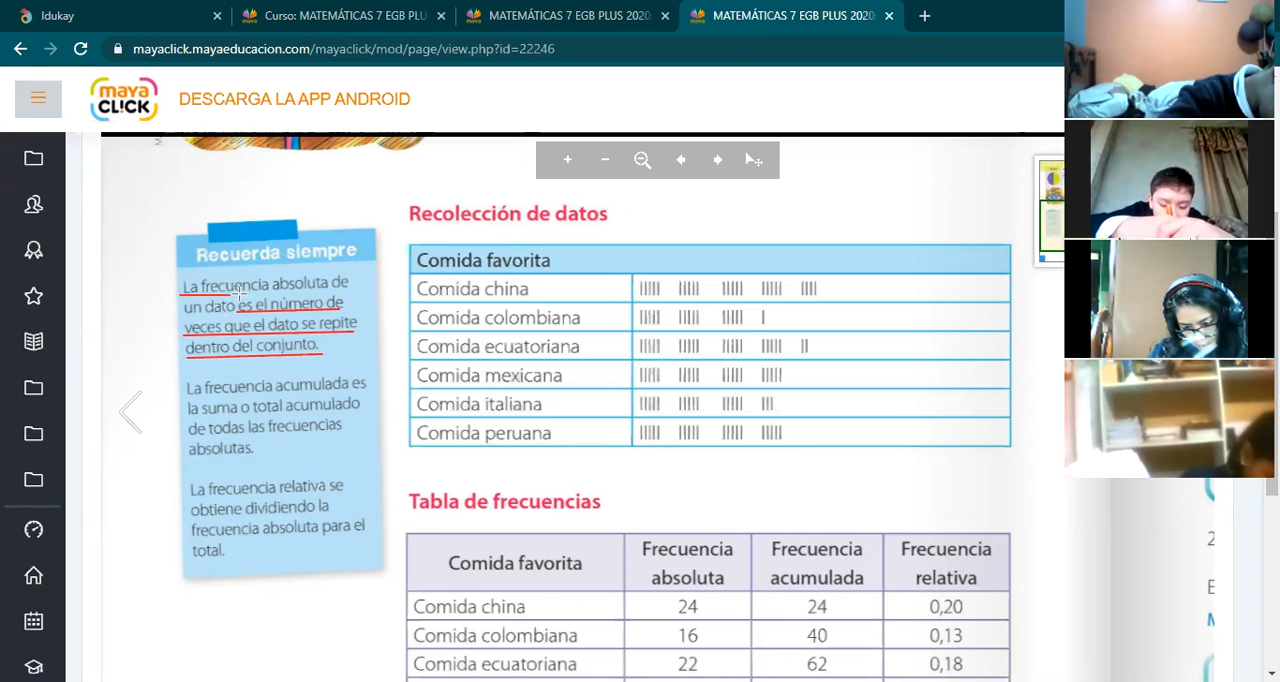 Idukay
Curso: MATEMÁTICAS 7 EGB PLU
MATEMÁTICAS 7 EGB PLUS 2020
MATEMÁTICAS 7 EGB PLUS 2020
mayaclick.mayaeducacion.com/mayaclick/mod/page/view.php?id=22246
maya
CLICK
DESCARGA LA APP ANDROID
Recuerda siempre
La frecuencia absoluta de
un dato es el número de
veces que el dato se repite
dentro del conjunto.
La frecuencia acumulada es
la suma o total acumulado
de todas las frecuencias
absolutas.
La frecuencia relativa se
obtiene dividiendo la
frecuencia absoluta para el
total.
Recolección de datos
Comida favorita
Comida china
Comida colombiana
Comida ecuatoriana
Comida mexicana
Comida italiana
Comida peruana
Tabla de frecuencias
Comida favorita Frecuencia absoluta Frecuencia acumulada Frecuencia relativa
Comida china 24 24 0,20
Comida colombiana 16 40 0,13
Comida ecuatoriana 22 62 0,18